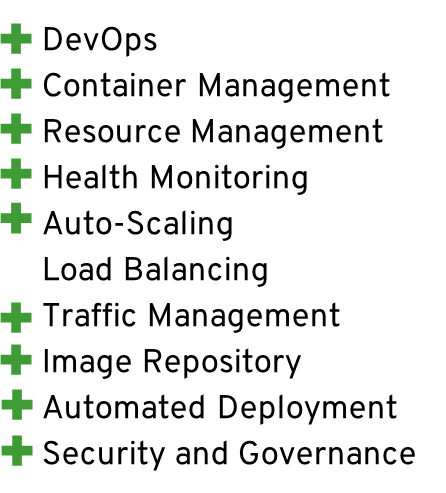 DevOps
Container Management
Resource Management
Health Monitoring
Auto-Scaling
Load Balancing
Traffic Management
Image Repository
Automated Deployment
Security and Governance